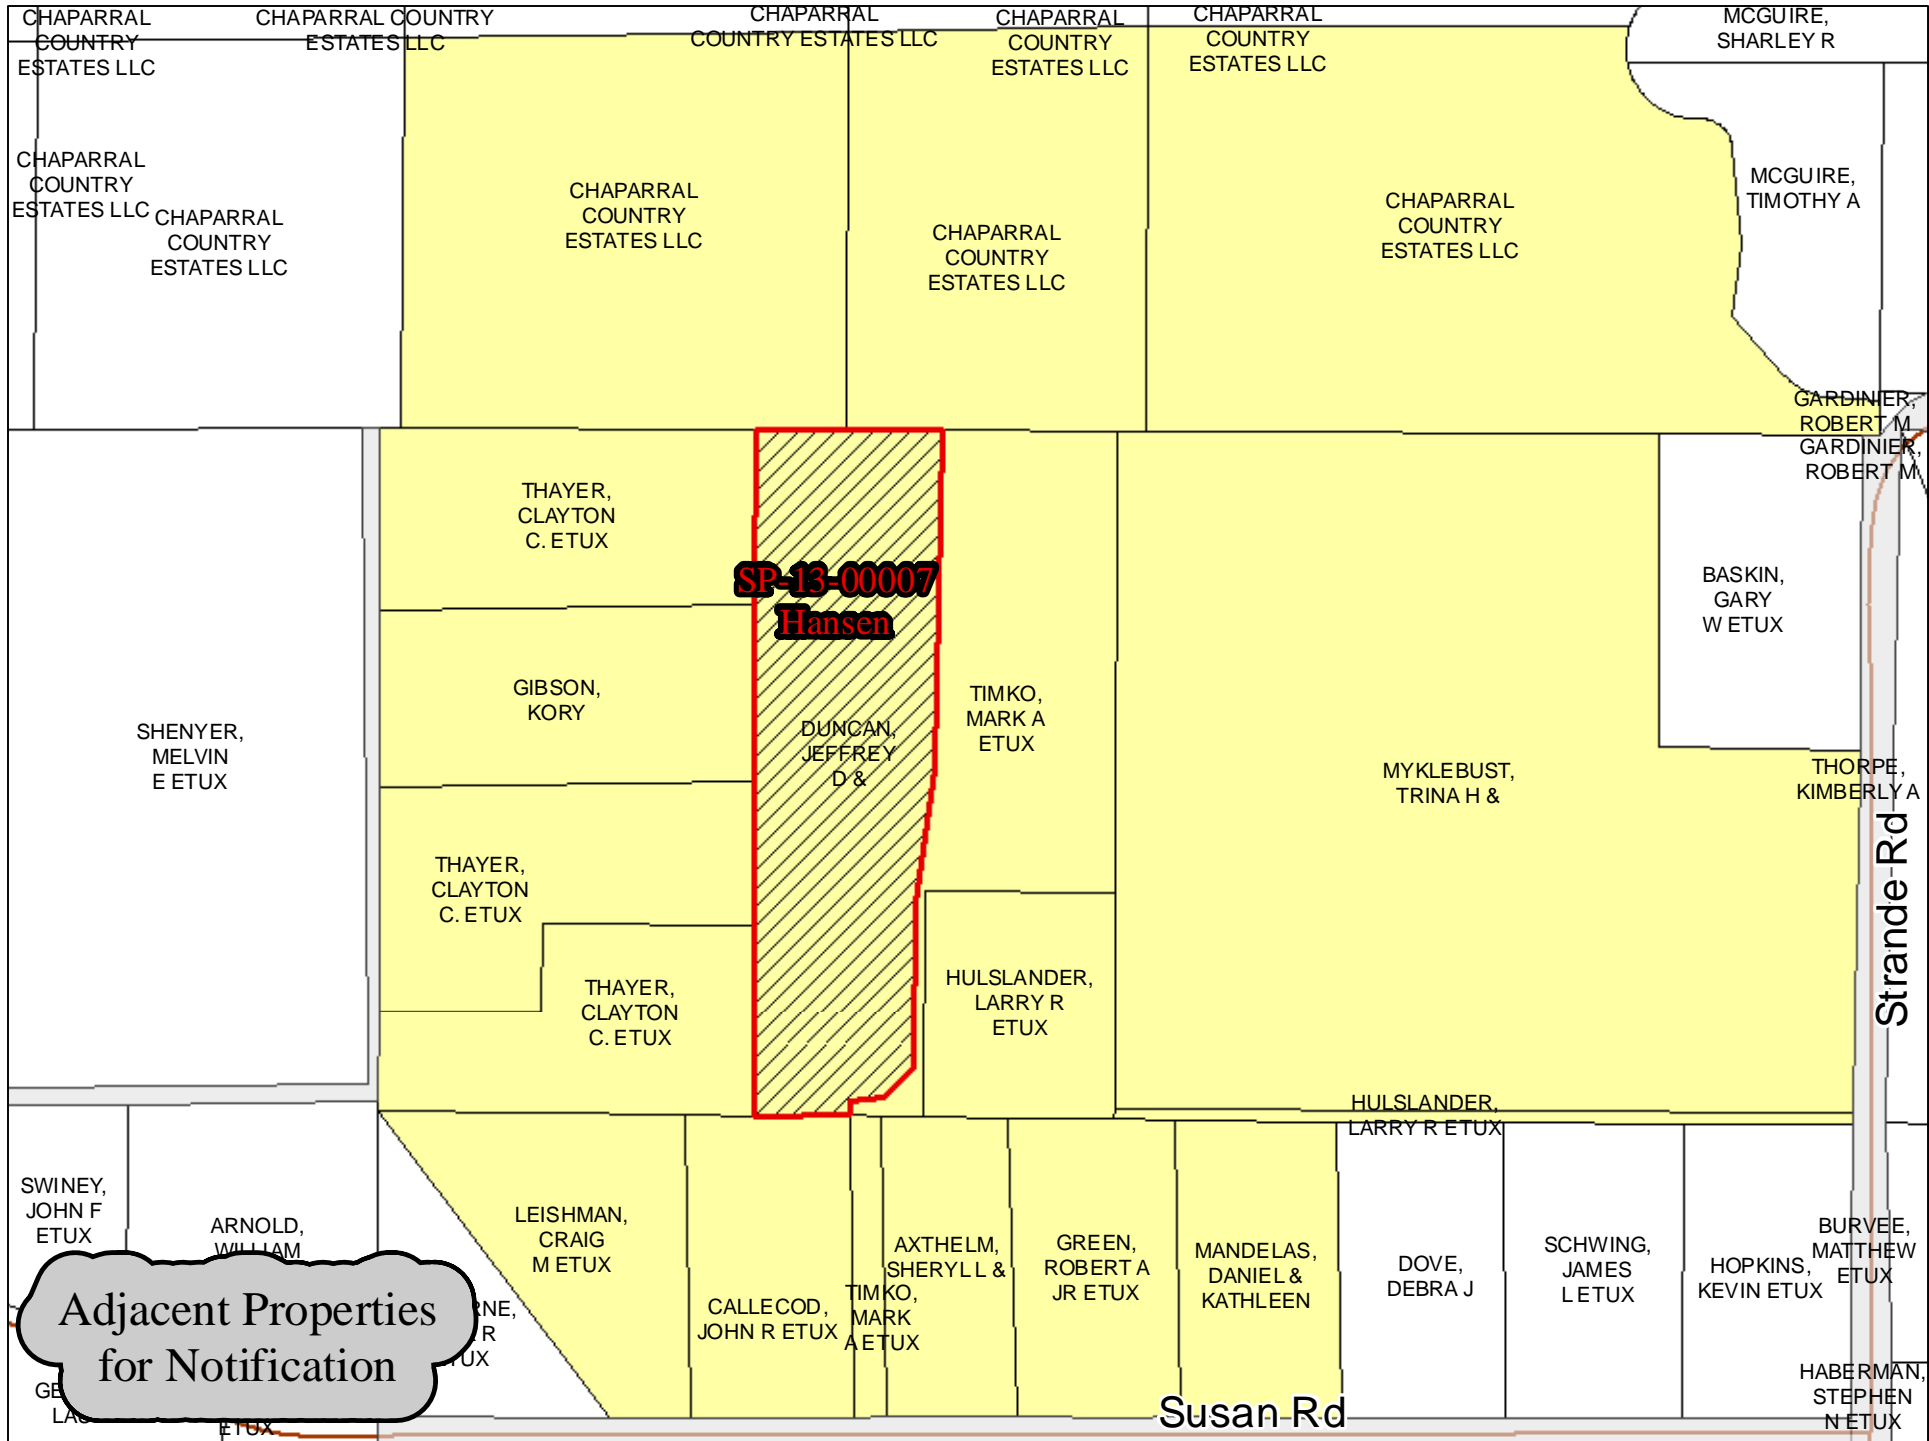 CHAPARRAL
COUNTRY
ESTATES LLC
CHAPARRAL COUNTRY
ESTATES LLC
CHAPARRAL
COUNTRY ESTATES LLC
CHAPARRAL
COUNTRY
ESTATES LLC
CHAPARRAL
COUNTRY
ESTATES LLC
MCGUIRE,
SHARLEY R
CHAPARRAL
COUNTRY
ESTATES LLC
CHAPARRAL
COUNTRY
ESTATES LLC
CHAPARRAL
COUNTRY
ESTATES LLC
CHAPARRAL
COUNTRY
ESTATES LLC
CHAPARRAL
COUNTRY
ESTATES LLC
MCGUIRE,
TIMOTHY A
GARDINIER,
ROBERT M
GARDINIER,
ROBERT M
THAYER,
CLAYTON
C. ETUX
SP-13-00007
Hansen
BASKIN,
GARY
W ETUX
GIBSON,
KORY
SHENYER,
MELVIN
E ETUX
DUNCAN,
JEFFREY
D &
TIMKO,
MARK A
ETUX
MYKLEBUST,
TRINA H &
THORPE,
KIMBERLY A
Strande Rd
THAYER,
CLAYTON
C. ETUX
THAYER,
CLAYTON
C. ETUX
HULSLANDER,
LARRY R
ETUX
HULSLANDER,
LARRY R ETUX
SWINEY,
JOHN F
ETUX
ARNOLD,
WILLIAM
LEISHMAN,
CRAIG
M ETUX
CALLECOD,
JOHN R ETUX
TIMKO,
MARK
A ETUX
AXTHELM,
SHERYL L &
GREEN,
ROBERT A
JR ETUX
MANDELAS,
DANIEL &
KATHLEEN
DOVE,
DEBRA J
SCHWING,
JAMES
L ETUX
HOPKINS,
KEVIN ETUX
BURVEE,
MATTHEW
ETUX
HABERMAN,
STEPHEN
N ETUX
Adjacent Properties
for Notification
R
ETUX
Susan Rd